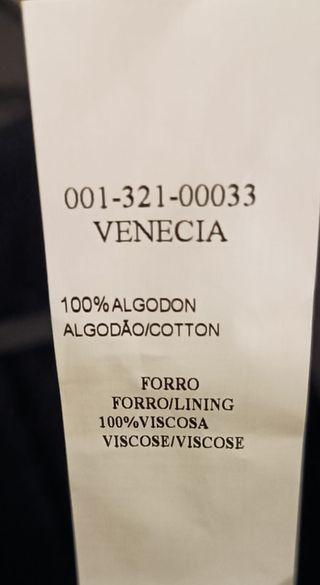 001-321-00033
VENECIA
100%ALGODON
ALGODÃO/COTTON
FORRO
FORRO/LINING
100%VISCOSA
VISCOSE/VISCOSE